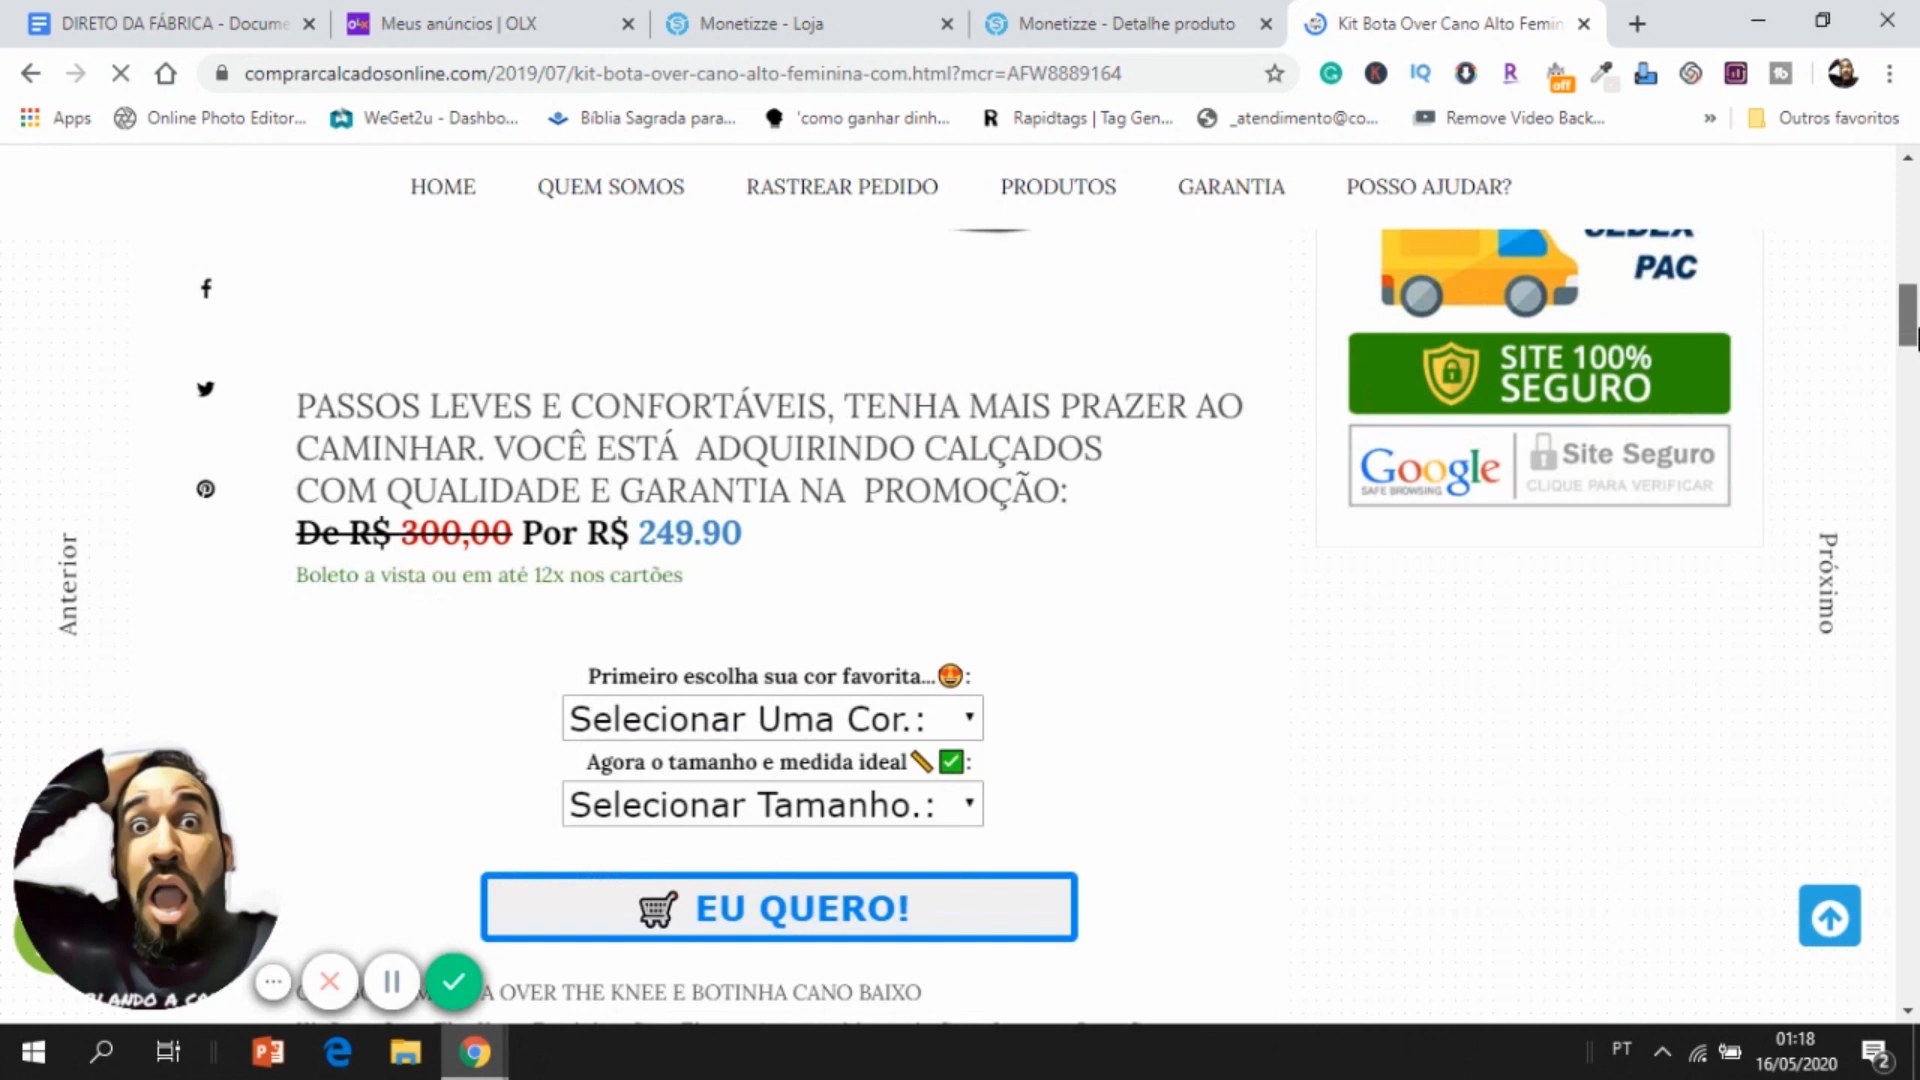 DIRETO DA FÁBRICA - Docume
Meus anúncios | OLX
Monetizze - Loja
Monetizze - Detalhe produto
Kit Bota Over Cano Alto Femin
comprarcalcadosonline.com/2019/07/kit-bota-over-cano-alto-feminina-com.html?mcr=AFW8889164
IQ
off
Apps
Online Photo Editor...
WeGet2u - Dashbo...
Bíblia Sagrada para...
'como ganhar dinh...
Rapidtags | Tag Gen...
_atendimento@co...
Remove Video Back...
»
Outros favoritos
HOME
QUEM SOMOS
RASTREAR PEDIDO
PRODUTOS
GARANTIA
POSSO AJUDAR?
SEDEX
PAC
SITE 100%
SEGURO
Google
SAFE BROWSING
Site Seguro
CLIQUE PARA VERIFICAR
PASSOS LEVES E CONFORTÁVEIS, TENHA MAIS PRAZER AO
CAMINHAR. VOCÊ ESTÁ ADQUIRINDO CALÇADOS
COM QUALIDADE E GARANTIA NA PROMOÇÃO:
De R$ 300,00 Por R$ 249.90
Boleto a vista ou em até 12x nos cartões
Anterior
Próximo
Primeiro escolha sua cor favorita...🤩:
Selecionar Uma Cor.:
Agora o tamanho e medida ideal📏✅:
Selecionar Tamanho.:
EU QUERO!
OVER THE KNEE E BOTINHA CANO BAIXO
PT
01:18
16/05/2020
2